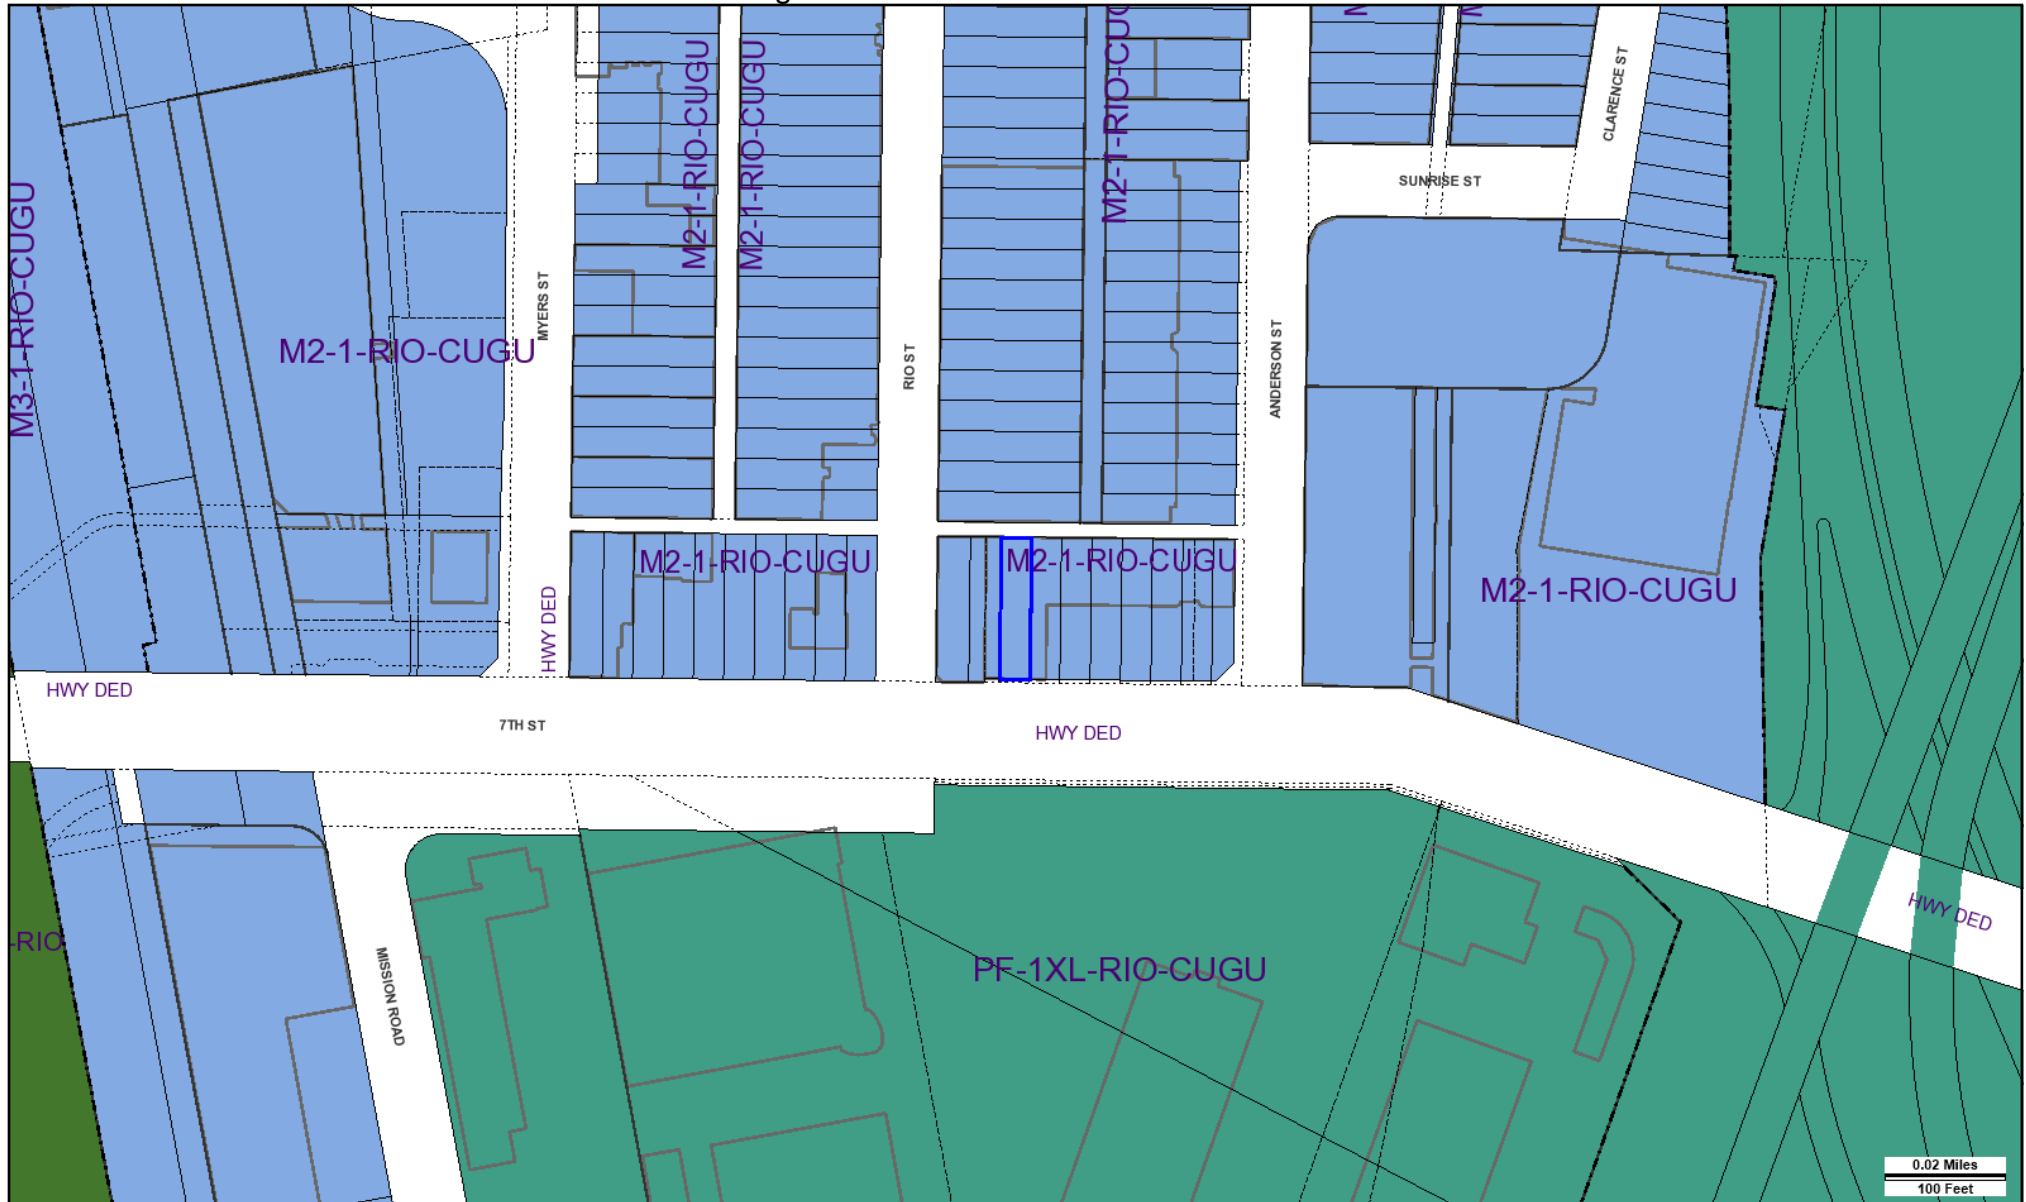 M2-1-RIO-CUGU
M2-1-RIO-CUGU
M2-1-RIO-CUG
CLARENCE ST
SUNRISE ST
M3-1-RIO-CUGU
MYERS ST
M2-1-RIO-CUGU
RIO ST
ANDERSON ST
M2-1-RIO-CUGU
M2-1-RIO-CUGU
M2-1-RIO-CUGU
HWY DED
HWY DED
7TH ST
HWY DED
HWY DED
-RIO
MISSION ROAD
PF-1XL-RIO-CUGU
0.02 Miles
100 Feet